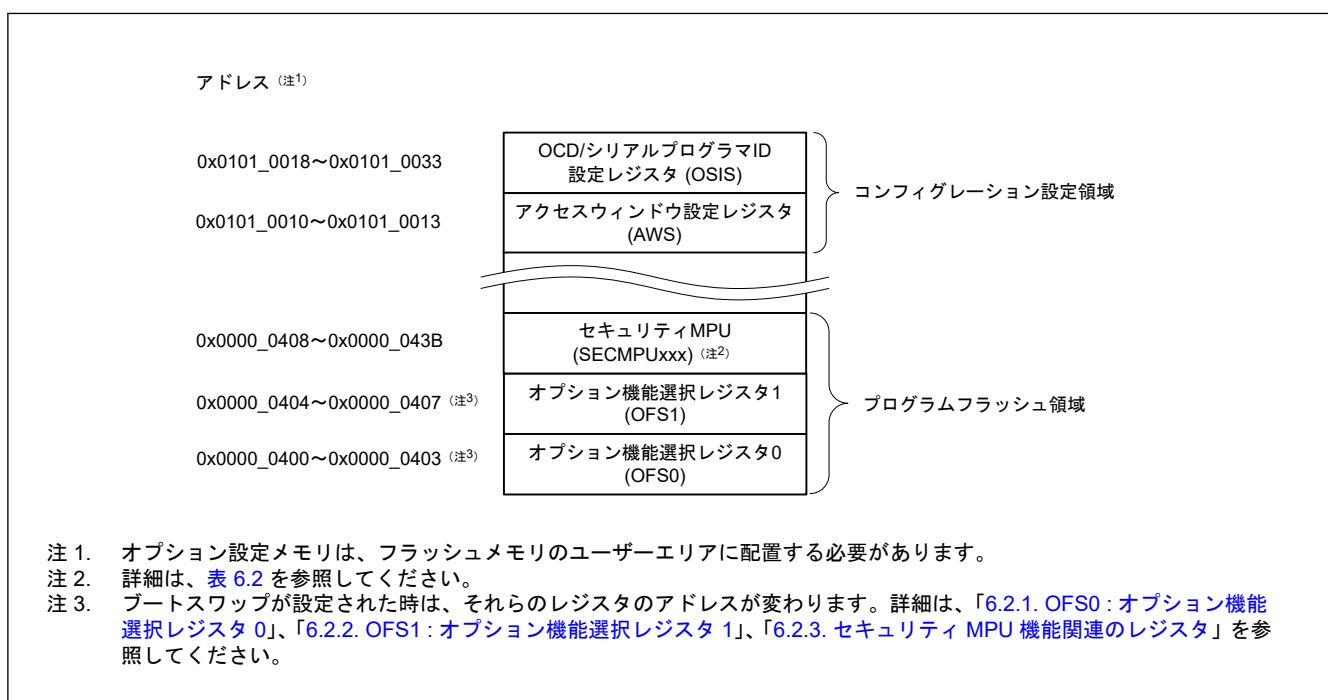 アドレス (注1)
0x0101_0018～0x0101_0033
OCD/シリアルプログラマID
設定レジスタ (OSIS)
コンフィグレーション設定領域
0x0101_0010～0x0101_0013
アクセスウィンドウ設定レジスタ
(AWS)
0x0000_0408～0x0000_043B
セキュリティMPU
(SECMPUxxx) (注2)
0x0000_0404～0x0000_0407 (注3)
オプション機能選択レジスタ1
(OFS1)
プログラムフラッシュ領域
0x0000_0400～0x0000_0403 (注3)
オプション機能選択レジスタ0
(OFS0)
注 1. オプション設定メモリは、フラッシュメモリのユーザーエリアに配置する必要があります。
注 2. 詳細は、表 6.2 を参照してください。
注 3. ブートスワップが設定された時は、それらのレジスタのアドレスが変わります。詳細は、「6.2.1. OFS0 : オプション機能
選択レジスタ 0」、「6.2.2. OFS1 : オプション機能選択レジスタ 1」、「6.2.3. セキュリティ MPU 機能関連のレジスタ」を参
照してください。